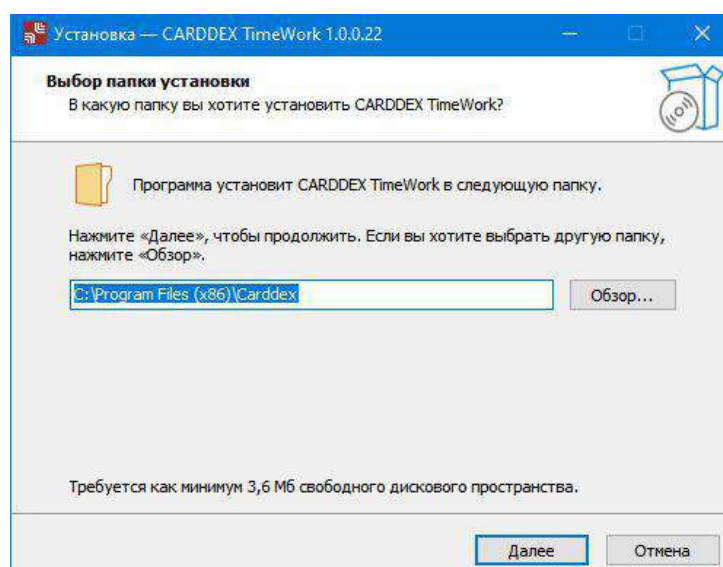 Установка — CARDDEX TimeWork 1.0.0.22
Выбор папки установки
В какую папку вы хотите установить CARDDEX TimeWork?
Программа установит CARDDEX TimeWork в следующую папку.
Нажмите «Далее», чтобы продолжить. Если вы хотите выбрать другую папку,
нажмите «Обзор».
C:\Program Files (x86)\Carddex
Обзор...
Требуется как минимум 3,6 Мб свободного дискового пространства.
Далее
Отмена